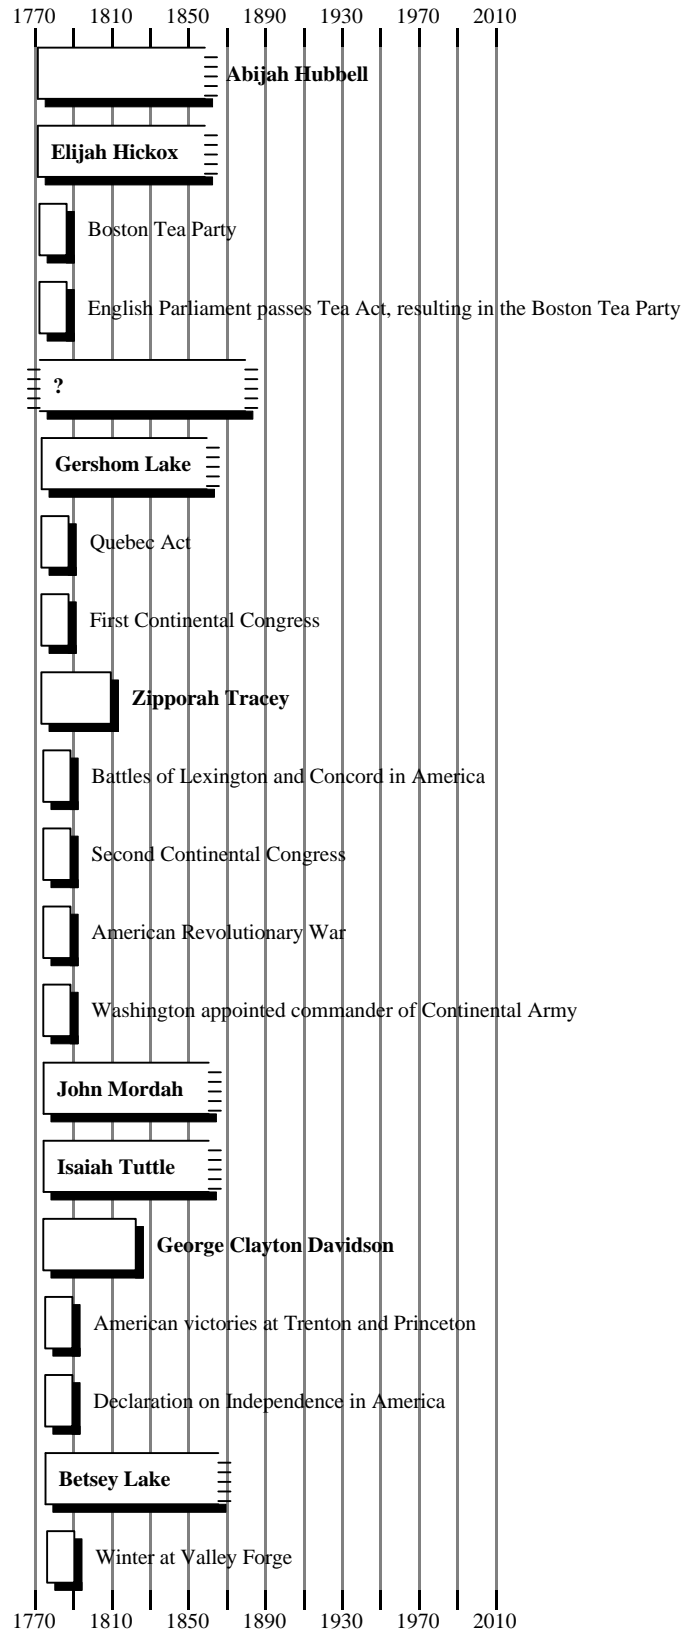 1770 1810 1850 1890 1930 1970 2010
Abijah Hubbell
Elijah Hickox
Boston Tea Party
English Parliament passes Tea Act, resulting in the Boston Tea Party
?
Gershom Lake
Quebec Act
First Continental Congress
Zipporah Tracey
Battles of Lexington and Concord in America
Second Continental Congress
American Revolutionary War
Washington appointed commander of Continental Army
John Mordah
Isaiah Tuttle
George Clayton Davidson
American victories at Trenton and Princeton
Declaration on Independence in America
Betsey Lake
Winter at Valley Forge
1770 1810 1850 1890 1930 1970 2010